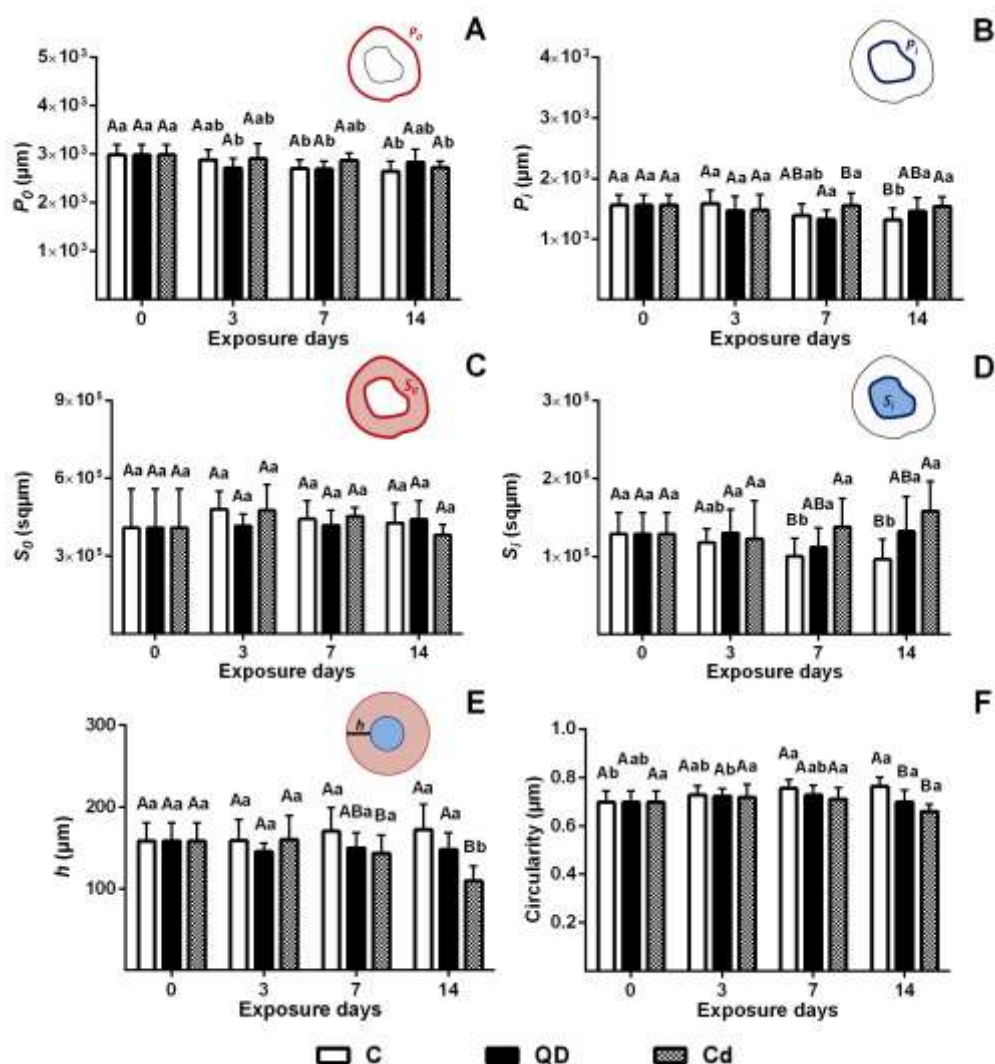 A
P₀
5×10³
4×10³
3×10³
2×10³
1×10³
P₀ (µm)
Aa Aa Aa
Aab Ab Aab
Ab Ab Aab
Ab Aab Ab
0 3 7 14
Exposure days
B
Pᵢ
4×10³
3×10³
2×10³
1×10³
Pᵢ (µm)
Aa Aa Aa
Aa Aa Aa
ABab Aa Ba
Bb ABa Aa
0 3 7 14
Exposure days
C
S₀
9×10⁵
6×10⁵
3×10⁵
S₀ (sqµm)
Aa Aa Aa
Aa Aa Aa
Aa Aa Aa
Aa Aa Aa
0 3 7 14
Exposure days
D
Sᵢ
3×10⁵
2×10⁵
1×10⁵
Sᵢ (sqµm)
Aa Aa Aa
Aab Aa Aa
Bb ABa Aa
Bb ABa Aa
0 3 7 14
Exposure days
E
h
300
200
100
h (µm)
Aa Aa Aa
Aa Aa Aa
Aa ABa Ba
Aa Aa Bb
0 3 7 14
Exposure days
F
1.0
0.8
0.6
0.4
0.2
Circularity (µm)
Ab Aab Aa
Aab Ab Aa
Aa Aab Aa
Aa Ba Ba
0 3 7 14
Exposure days
C QD Cd